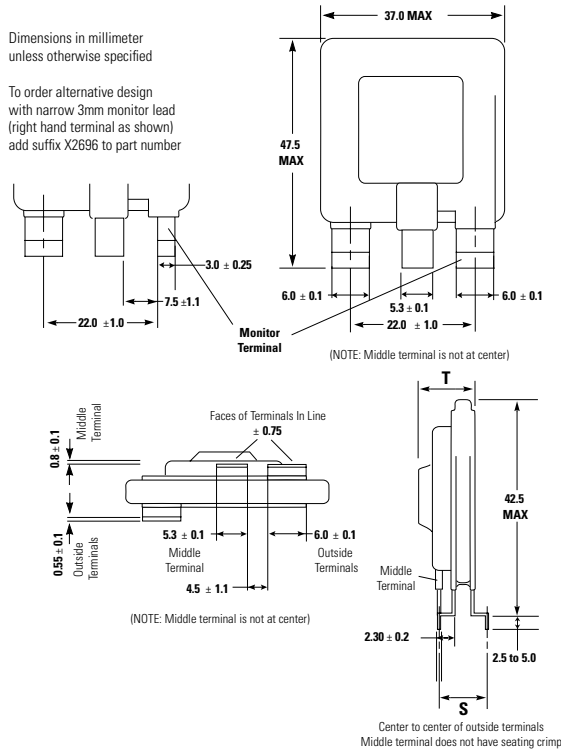 Dimensions in millimeter
unless otherwise specified
To order alternative design
with narrow 3mm monitor lead
(right hand terminal as shown)
add suffix X2696 to part number
37.0 MAX
47.5
MAX
3.0 ± 0.25
7.5 ±1.1
22.0 ±1.0
Monitor
Terminal
6.0 ± 0.1
5.3 ± 0.1
6.0 ± 0.1
22.0 ± 1.0
(NOTE: Middle terminal is not at center)
0.8 ± 0.1
Middle
Terminal
Faces of Terminals In Line
± 0.75
0.55 ± 0.1
Outside
Terminals
5.3 ± 0.1
Middle
Terminal
6.0 ± 0.1
Outside
Terminals
4.5 ± 1.1
(NOTE: Middle terminal is not at center)
T
42.5
MAX
Middle
Terminal
2.30 ± 0.2
2.5 to 5.0
S
Center to center of outside terminals
Middle terminal does not have seating crimp